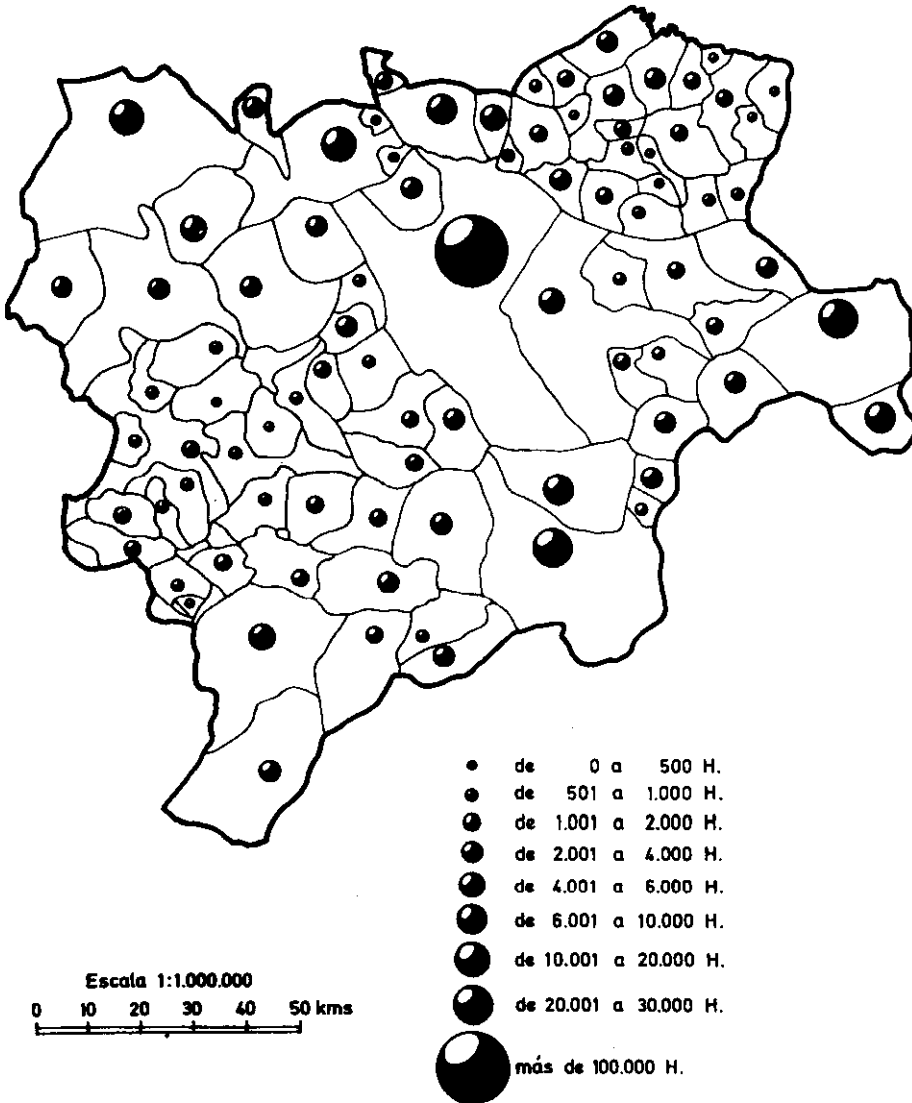 de 0 a 500 H.
de 501 a 1.000 H.
de 1.001 a 2.000 H.
de 2.001 a 4.000 H.
de 4.001 a 6.000 H.
de 6.001 a 10.000 H.
de 10.001 a 20.000 H.
de 20.001 a 30.000 H.
más de 100.000 H.
Escala 1:1.000.000
0 10 20 30 40 50 kms